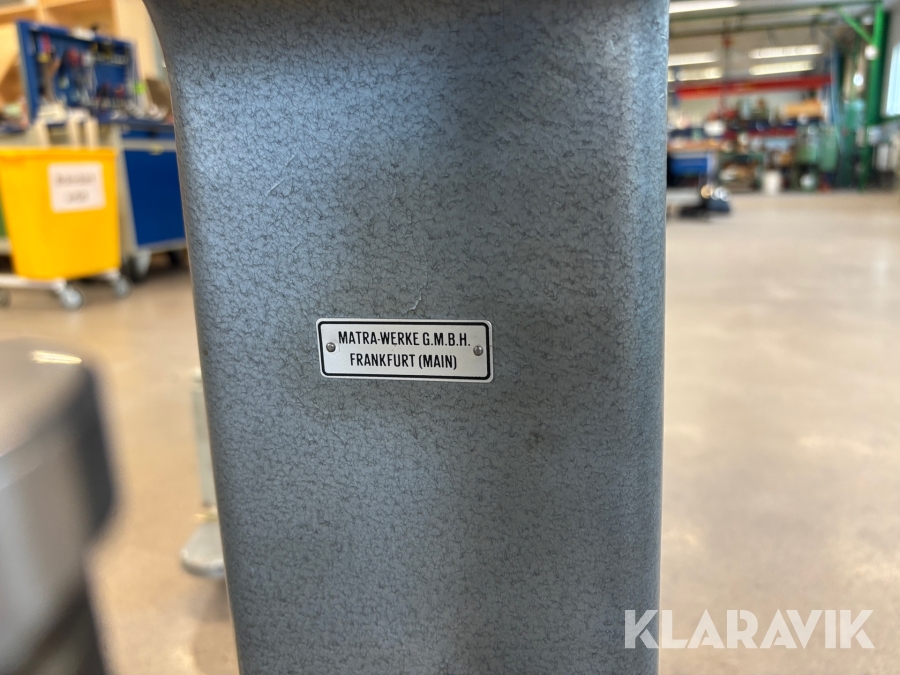 MATRA-WERKE G.M.B.H.
FRANKFURT (MAIN)
KLARAVIK